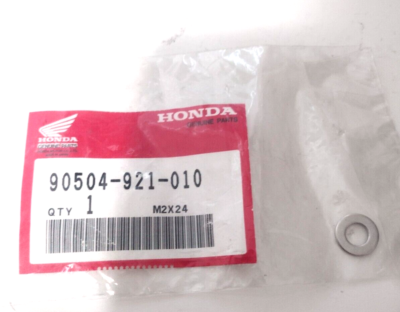 HONDA
HONDA
GENUINE PARTS
90504-921-010
QTY 1 M2X24